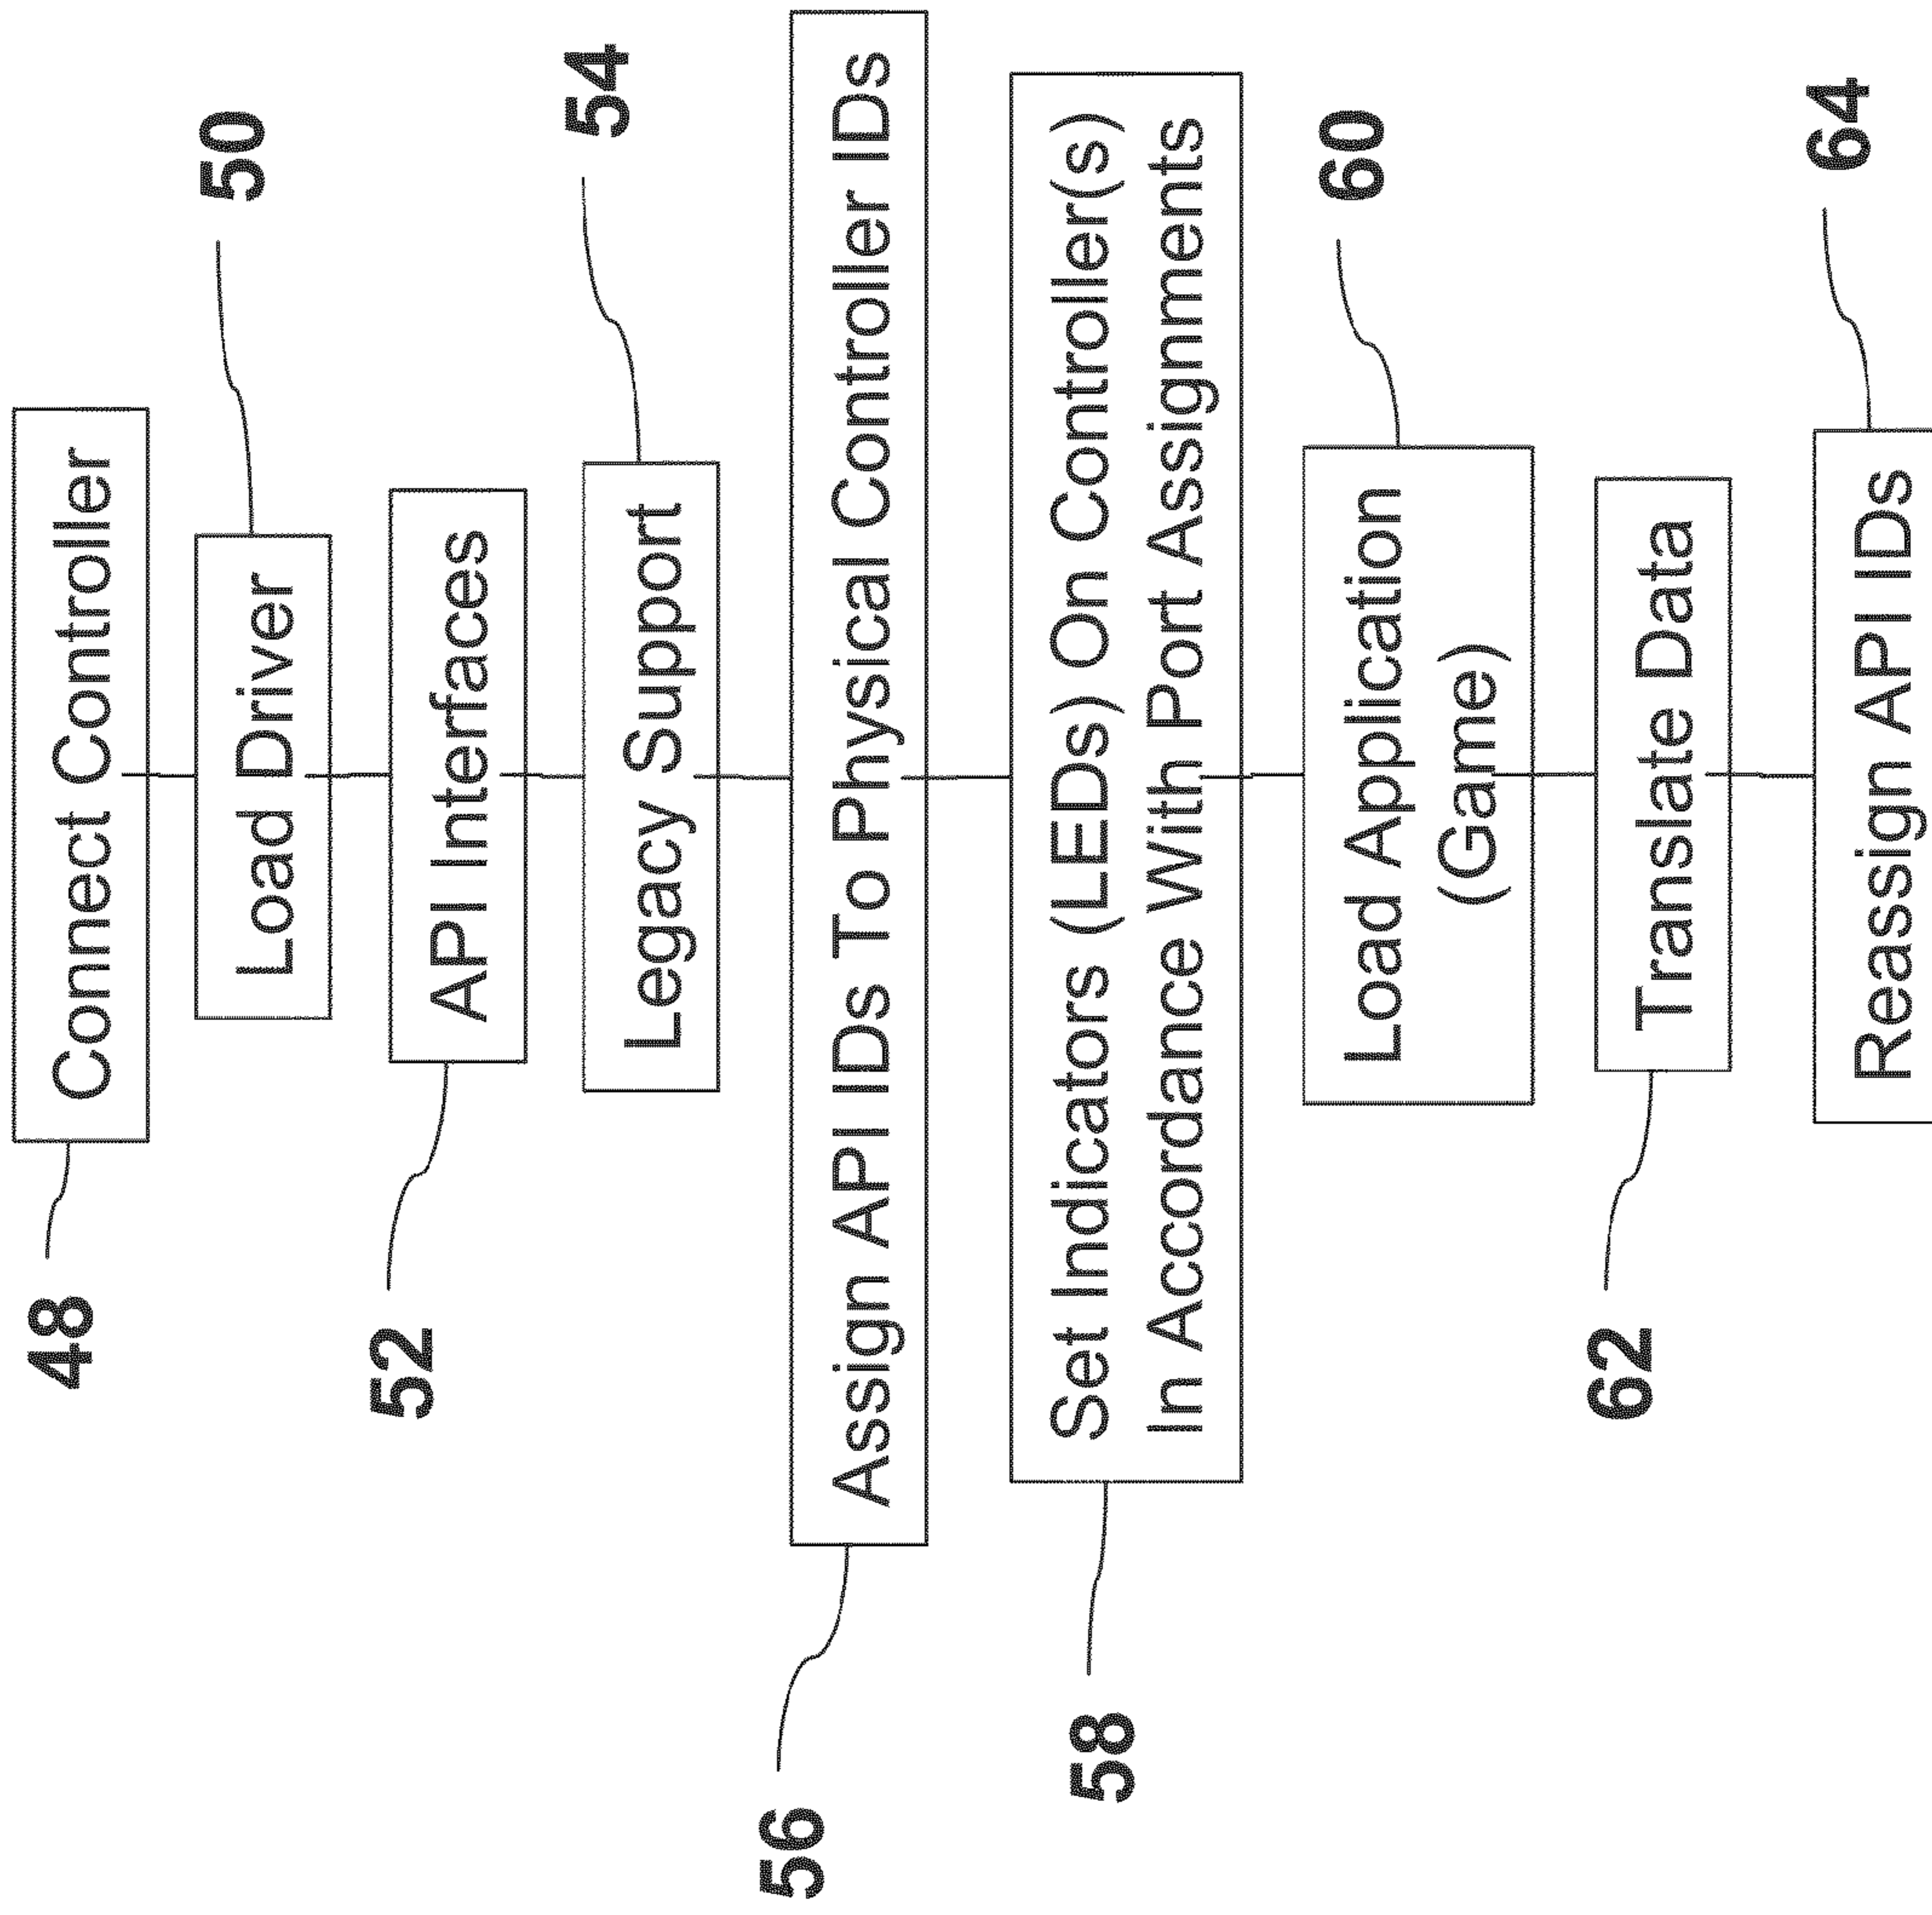 48
Connect Controller
50
Load Driver
52
API Interfaces
54
Legacy Support
56
Assign API IDs To Physical Controller IDs
58
Set Indicators (LEDs) On Controller(s)
In Accordance With Port Assignments
60
Load Application
(Game)
62
Translate Data
64
Reassign API IDs